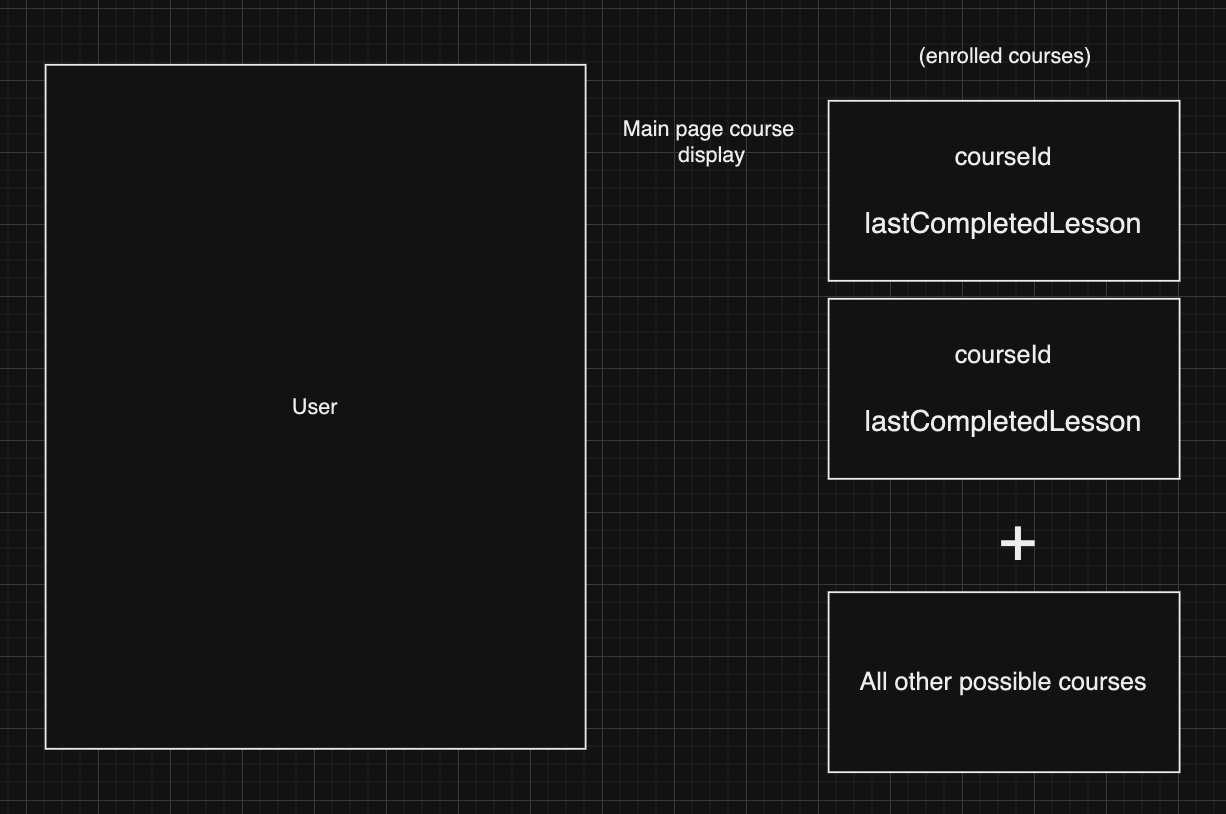 (enrolled courses)
Main page course
display
courseId
lastCompletedLesson
User
courseId
lastCompletedLesson
+
All other possible courses